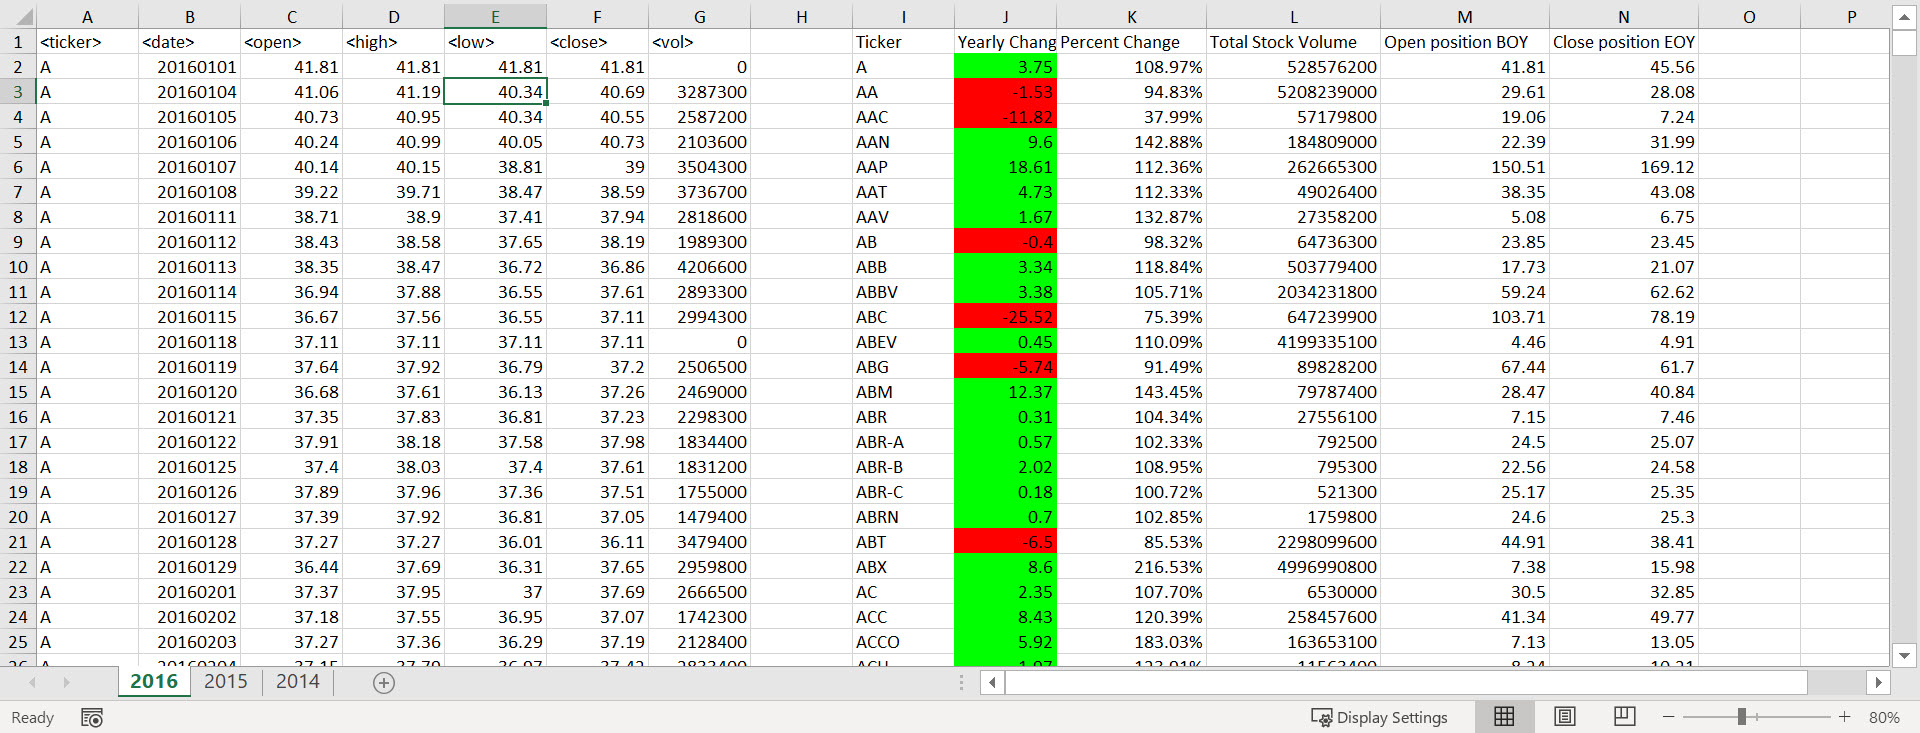 A B C D E F G H I J K L M N O P
1 <ticker> <date> <open> <high> <low> <close> <vol> Ticker Yearly Chang Percent Change Total Stock Volume Open position BOY Close position EOY
2 A 20160101 41.81 41.81 41.81 41.81 0 A 3.75 108.97% 528576200 41.81 45.56
3 A 20160104 41.06 41.19 40.34 40.69 3287300 AA -1.53 94.83% 5208239000 29.61 28.08
4 A 20160105 40.73 40.95 40.34 40.55 2587200 AAC -11.82 37.99% 57179800 19.06 7.24
5 A 20160106 40.24 40.99 40.05 40.73 2103600 AAN 9.6 142.88% 184809000 22.39 31.99
6 A 20160107 40.14 40.15 38.81 39 3504300 AAP 18.61 112.36% 262665300 150.51 169.12
7 A 20160108 39.22 39.71 38.47 38.59 3736700 AAT 4.73 112.33% 49026400 38.35 43.08
8 A 20160111 38.71 38.9 37.41 37.94 2818600 AAV 1.67 132.87% 27358200 5.08 6.75
9 A 20160112 38.43 38.58 37.65 38.19 1989300 AB -0.4 98.32% 64736300 23.85 23.45
10 A 20160113 38.35 38.47 36.72 36.86 4206600 ABB 3.34 118.84% 503779400 17.73 21.07
11 A 20160114 36.94 37.88 36.55 37.61 2893300 ABBV 3.38 105.71% 2034231800 59.24 62.62
12 A 20160115 36.67 37.56 36.55 37.11 2994300 ABC -25.52 75.39% 647239900 103.71 78.19
13 A 20160118 37.11 37.11 37.11 37.11 0 ABEV 0.45 110.09% 4199335100 4.46 4.91
14 A 20160119 37.64 37.92 36.79 37.2 2506500 ABG -5.74 91.49% 89828200 67.44 61.7
15 A 20160120 36.68 37.61 36.13 37.26 2469000 ABM 12.37 143.45% 79787400 28.47 40.84
16 A 20160121 37.35 37.83 36.81 37.23 2298300 ABR 0.31 104.34% 27556100 7.15 7.46
17 A 20160122 37.91 38.18 37.58 37.98 1834400 ABR-A 0.57 102.33% 792500 24.5 25.07
18 A 20160125 37.4 38.03 37.4 37.61 1831200 ABR-B 2.02 108.95% 795300 22.56 24.58
19 A 20160126 37.89 37.96 37.36 37.51 1755000 ABR-C 0.18 100.72% 521300 25.17 25.35
20 A 20160127 37.39 37.92 36.81 37.05 1479400 ABRN 0.7 102.85% 1759800 24.6 25.3
21 A 20160128 37.27 37.27 36.01 36.11 3479400 ABT -6.5 85.53% 2298099600 44.91 38.41
22 A 20160129 36.44 37.69 36.31 37.65 2959800 ABX 8.6 216.53% 4996990800 7.38 15.98
23 A 20160201 37.37 37.95 37 37.69 2666500 AC 2.35 107.70% 6530000 30.5 32.85
24 A 20160202 37.18 37.55 36.95 37.07 1742300 ACC 8.43 120.39% 258457600 41.34 49.77
25 A 20160203 37.27 37.36 36.29 37.19 2128400 ACCO 5.92 183.03% 163653100 7.13 13.05
2016 2015 2014
Ready Display Settings 80%